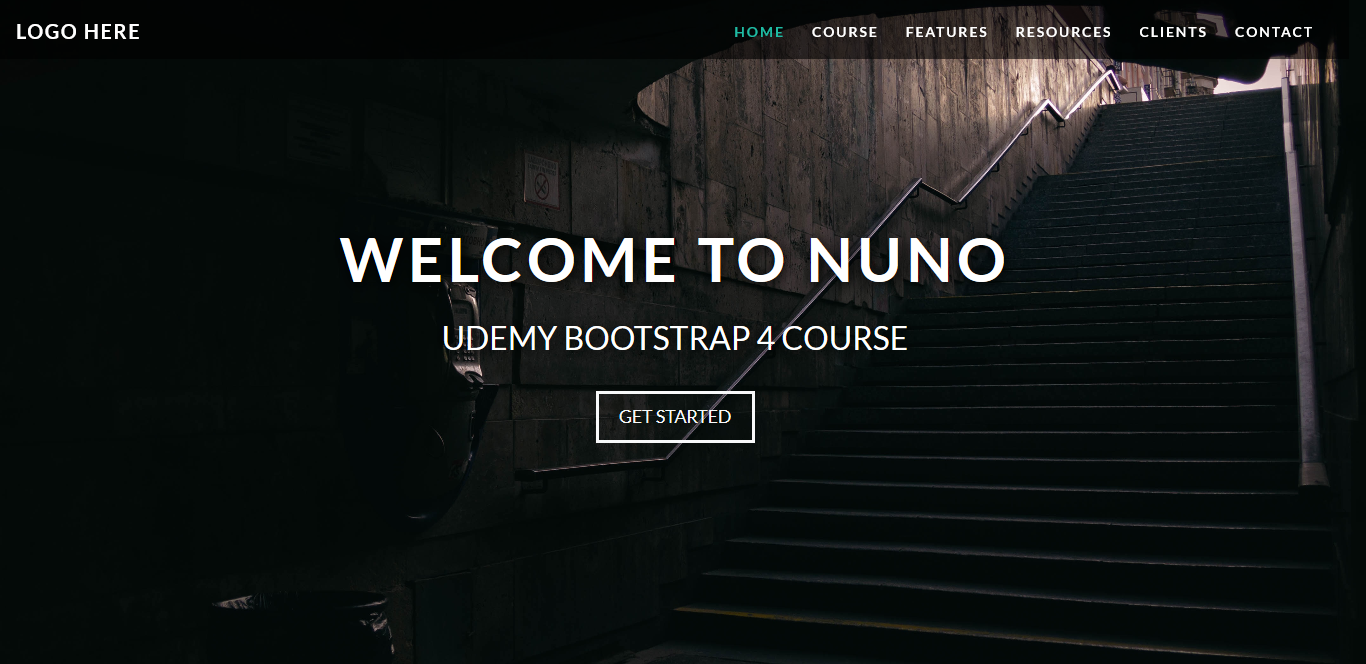 LOGO HERE
HOME COURSE FEATURES RESOURCES CLIENTS CONTACT
WELCOME TO NUNO
UDEMY BOOTSTRAP 4 COURSE
GET STARTED